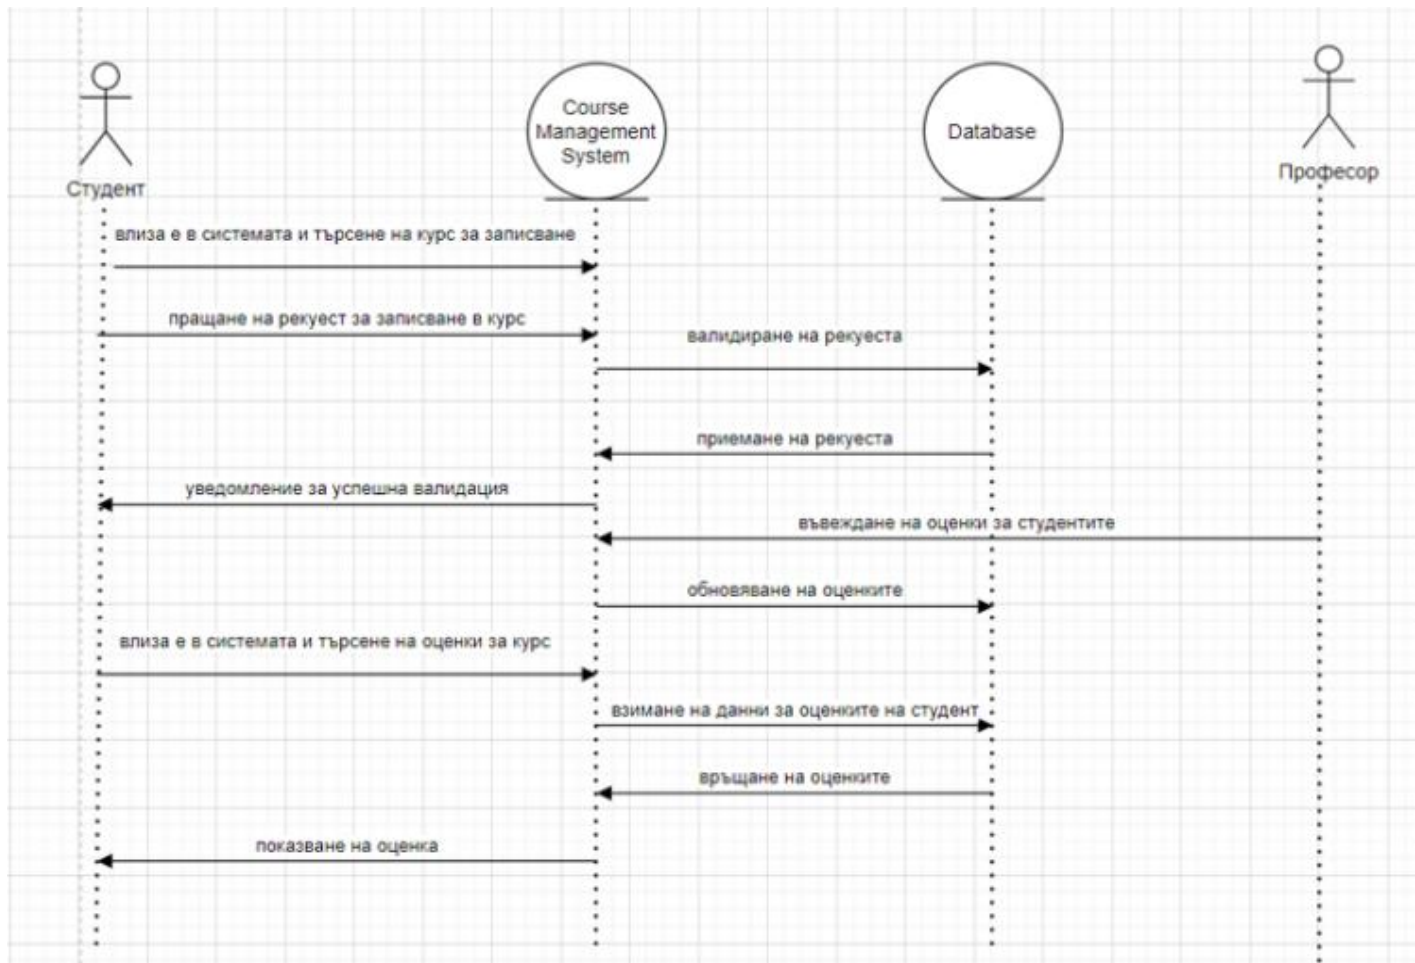 Course
Management
System
Database
Студент
Професор
влиза е в системата и търсене на курс за записване
пращане на рекуест за записване в курс
валидиране на рекуеста
приемане на рекуеста
уведомление за успешна валидация
въвеждане на оценки за студентите
обновяване на оценките
влиза е в системата и търсене на оценки за курс
взимане на данни за оценките на студент
връщане на оценките
показване на оценка